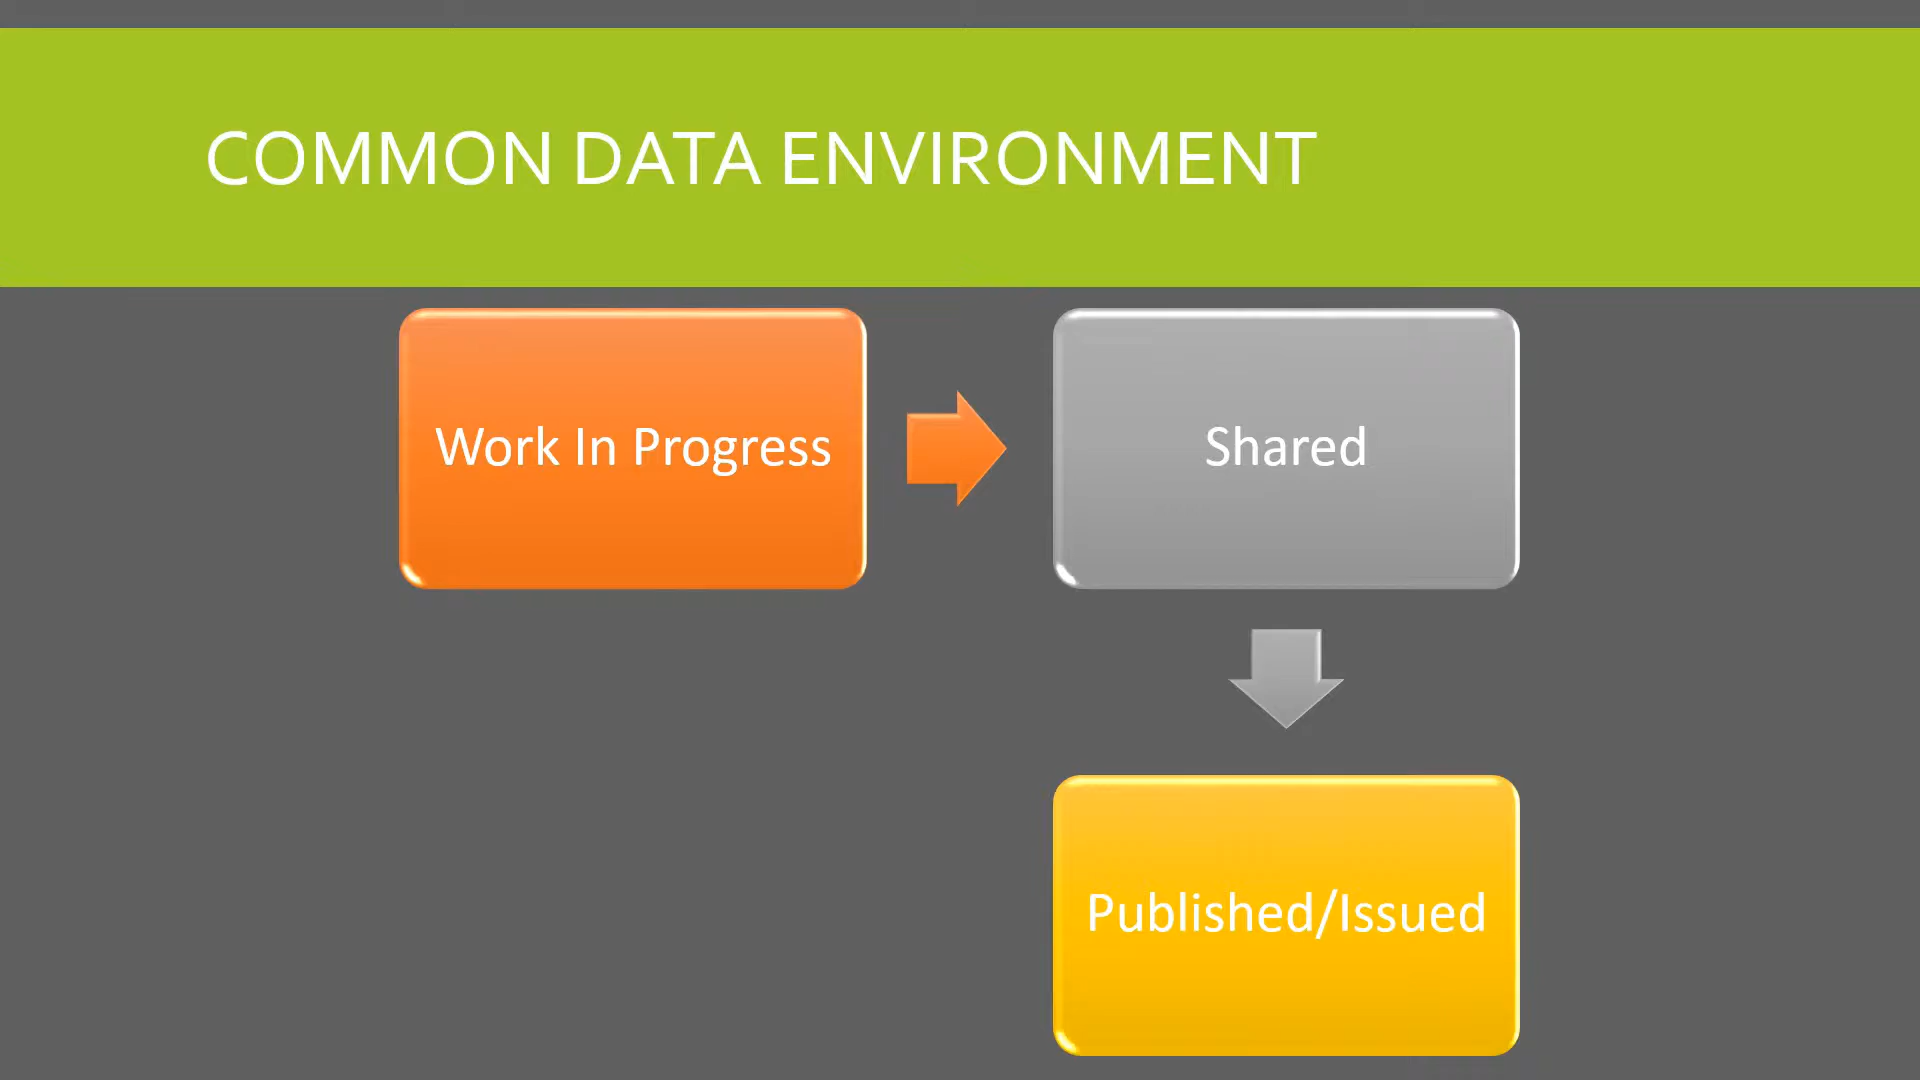 COMMON DATA ENVIRONMENT
Work In Progress
Shared
Published/Issued